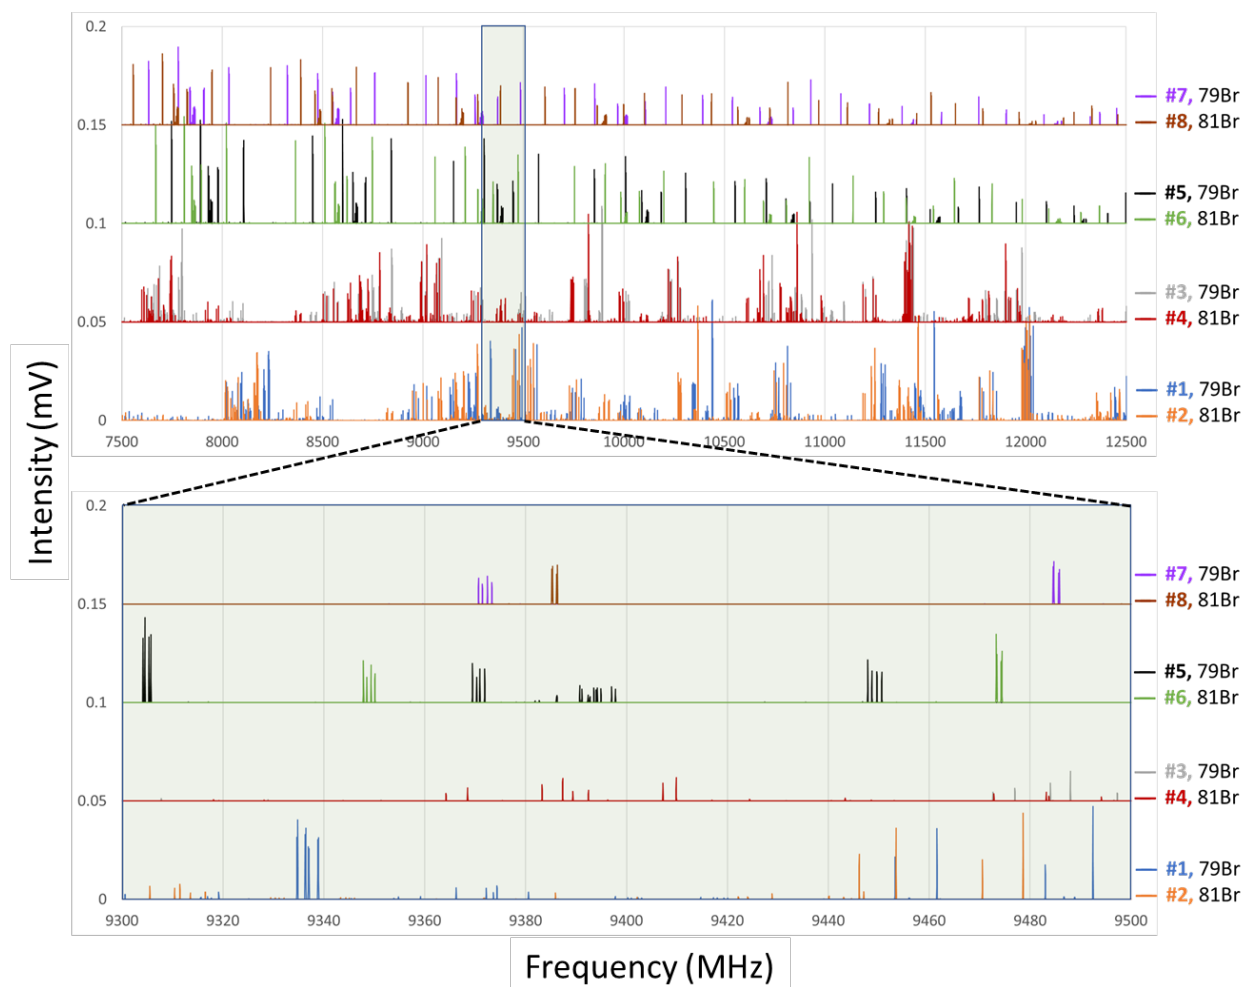 Intensity (mV)
0.2
0.15
0.1
0.05
0
7500 8000 8500 9000 9500 10000 10500 11000 11500 12000 12500
#7, 79Br
#8, 81Br
#5, 79Br
#6, 81Br
#3, 79Br
#4, 81Br
#1, 79Br
#2, 81Br
0.2
0.15
0.1
0.05
0
9300 9320 9340 9360 9380 9400 9420 9440 9460 9480 9500
#7, 79Br
#8, 81Br
#5, 79Br
#6, 81Br
#3, 79Br
#4, 81Br
#1, 79Br
#2, 81Br
Frequency (MHz)